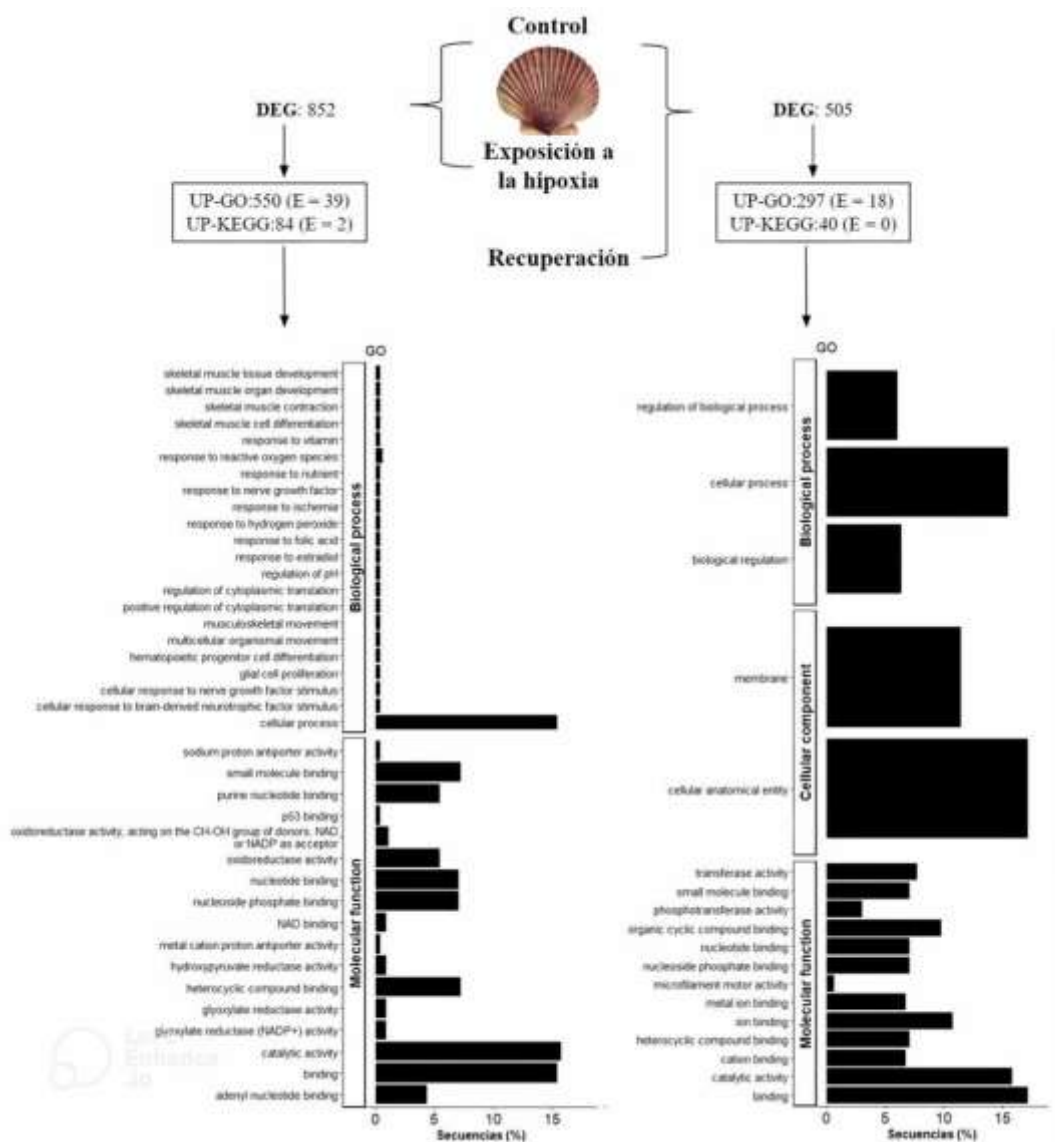 Control
DEG: 852
DEG: 505
Exposición a
la hipoxia
UP-GO:550 (E = 39)
UP-KEGG:84 (E = 2)
UP-GO:297 (E = 18)
UP-KEGG:40 (E = 0)
Recuperación
GO
Biological process
skeletal muscle tissue development
skeletal muscle organ development
skeletal muscle contraction
skeletal muscle cell differentiation
response to vitamin
response to reactive oxygen species
response to nutrient
response to nerve growth factor
response to ischemia
response to hydrogen peroxide
response to folic acid
response to estradiol
regulation of pH
regulation of cytoplasmic translation
positive regulation of cytoplasmic translation
musculoskeletal movement
multicellular organismal movement
hematopoietic progenitor cell differentiation
glial cell proliferation
cellular response to nerve growth factor stimulus
cellular response to brain-derived neurotrophic factor stimulus
cellular process
Molecular function
sodium proton antiporter activity
small molecule binding
purine nucleotide binding
p53 binding
oxidoreductase activity, acting on the CH-OH group of donors, NAD
or NADP as acceptor
oxidoreductase activity
nucleotide binding
nucleoside phosphate binding
NAD binding
metal cation proton antiporter activity
hydroxypyruvate reductase activity
heterocyclic compound binding
glyoxylate reductase activity
glyoxylate reductase (NADP+) activity
catalytic activity
binding
adenyl nucleotide binding
0 5 10 15
Secuencias (%)
GO
Biological process
regulation of biological process
cellular process
biological regulation
Cellular component
membrane
cellular anatomical entity
Molecular function
transferase activity
small molecule binding
phosphotransferase activity
organic cyclic compound binding
nucleotide binding
nucleoside phosphate binding
microfilament motor activity
metal ion binding
ion binding
heterocyclic compound binding
cation binding
catalytic activity
binding
0 5 10 15
Secuencias (%)